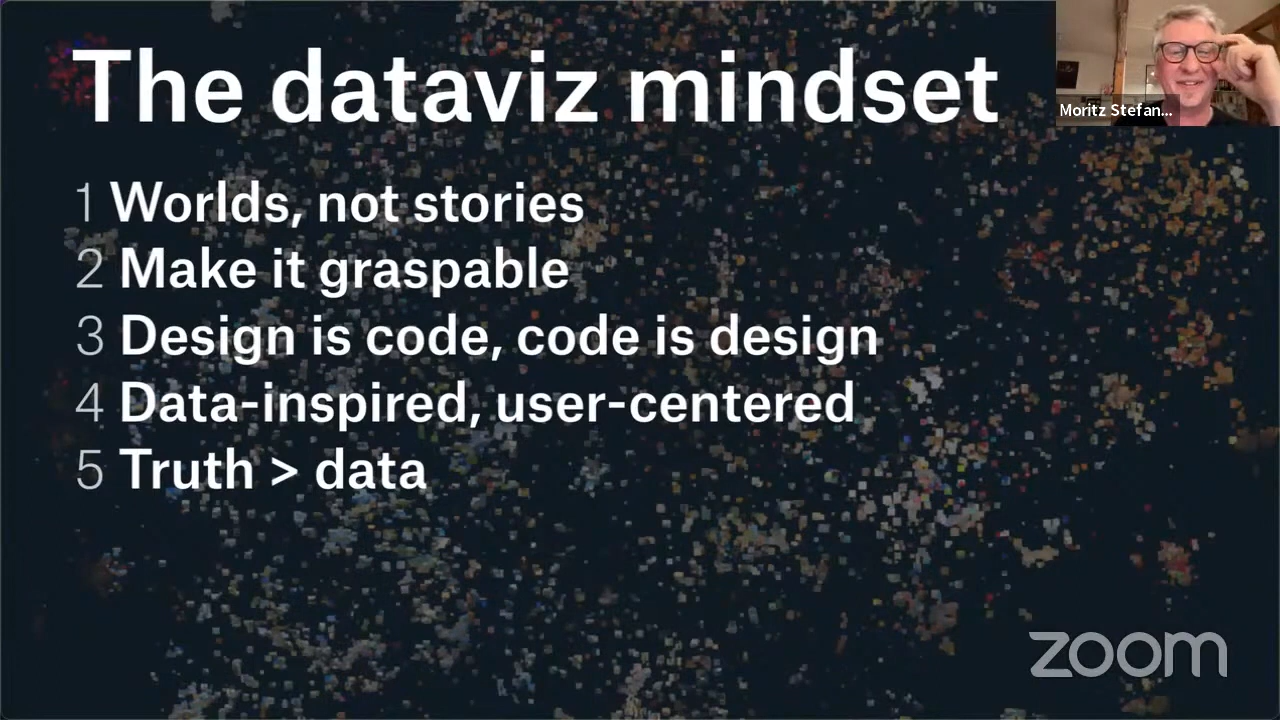 The dataviz mindset
Moritz Stefan...
1 Worlds, not stories
2 Make it graspable
3 Design is code, code is design
4 Data-inspired, user-centered
5 Truth > data
zoom